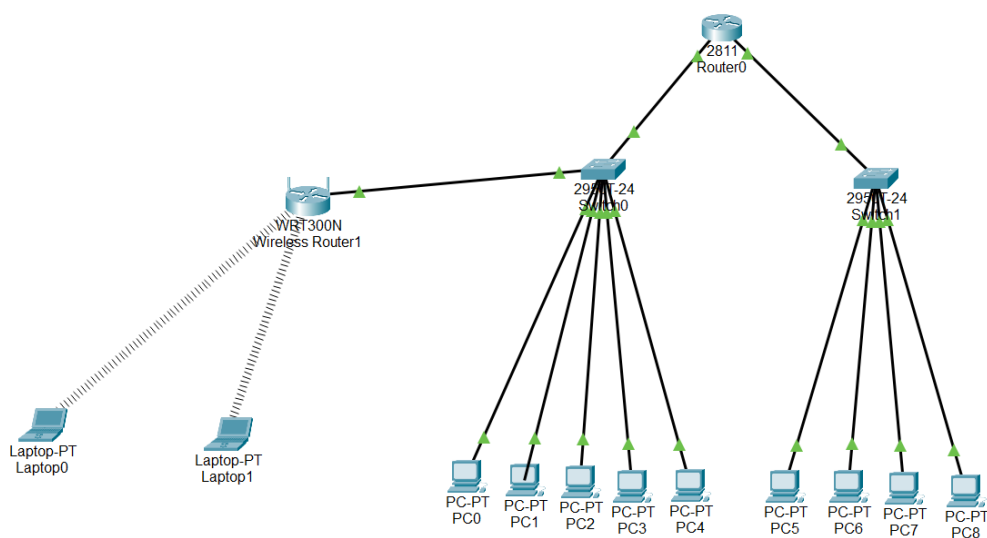 2811
Router0
2950T-24
Switch0
2950T-24
Switch1
WRT300N
Wireless Router1
Laptop-PT
Laptop0
Laptop-PT
Laptop1
PC-PT
PC0
PC-PT
PC1
PC-PT
PC2
PC-PT
PC3
PC-PT
PC4
PC-PT
PC5
PC-PT
PC6
PC-PT
PC7
PC-PT
PC8